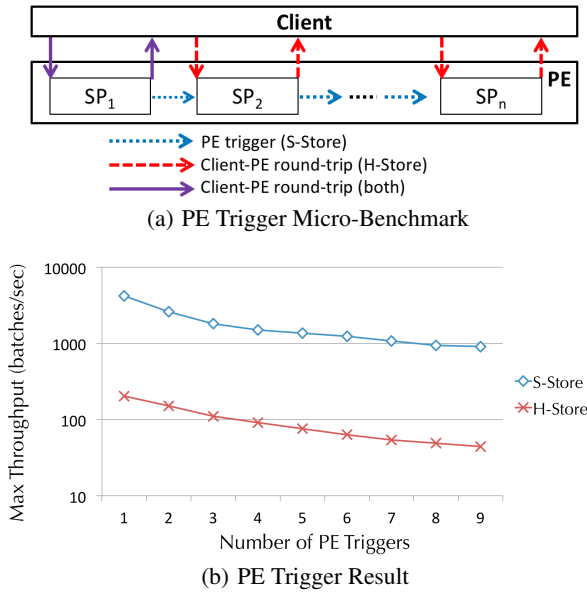 Client
PE
SP1
SP2
SPn
PE trigger (S-Store)
Client-PE round-trip (H-Store)
Client-PE round-trip (both)
(a) PE Trigger Micro-Benchmark
Max Throughput (batches/sec)
10000
1000
100
10
S-Store
H-Store
1 2 3 4 5 6 7 8 9
Number of PE Triggers
(b) PE Trigger Result